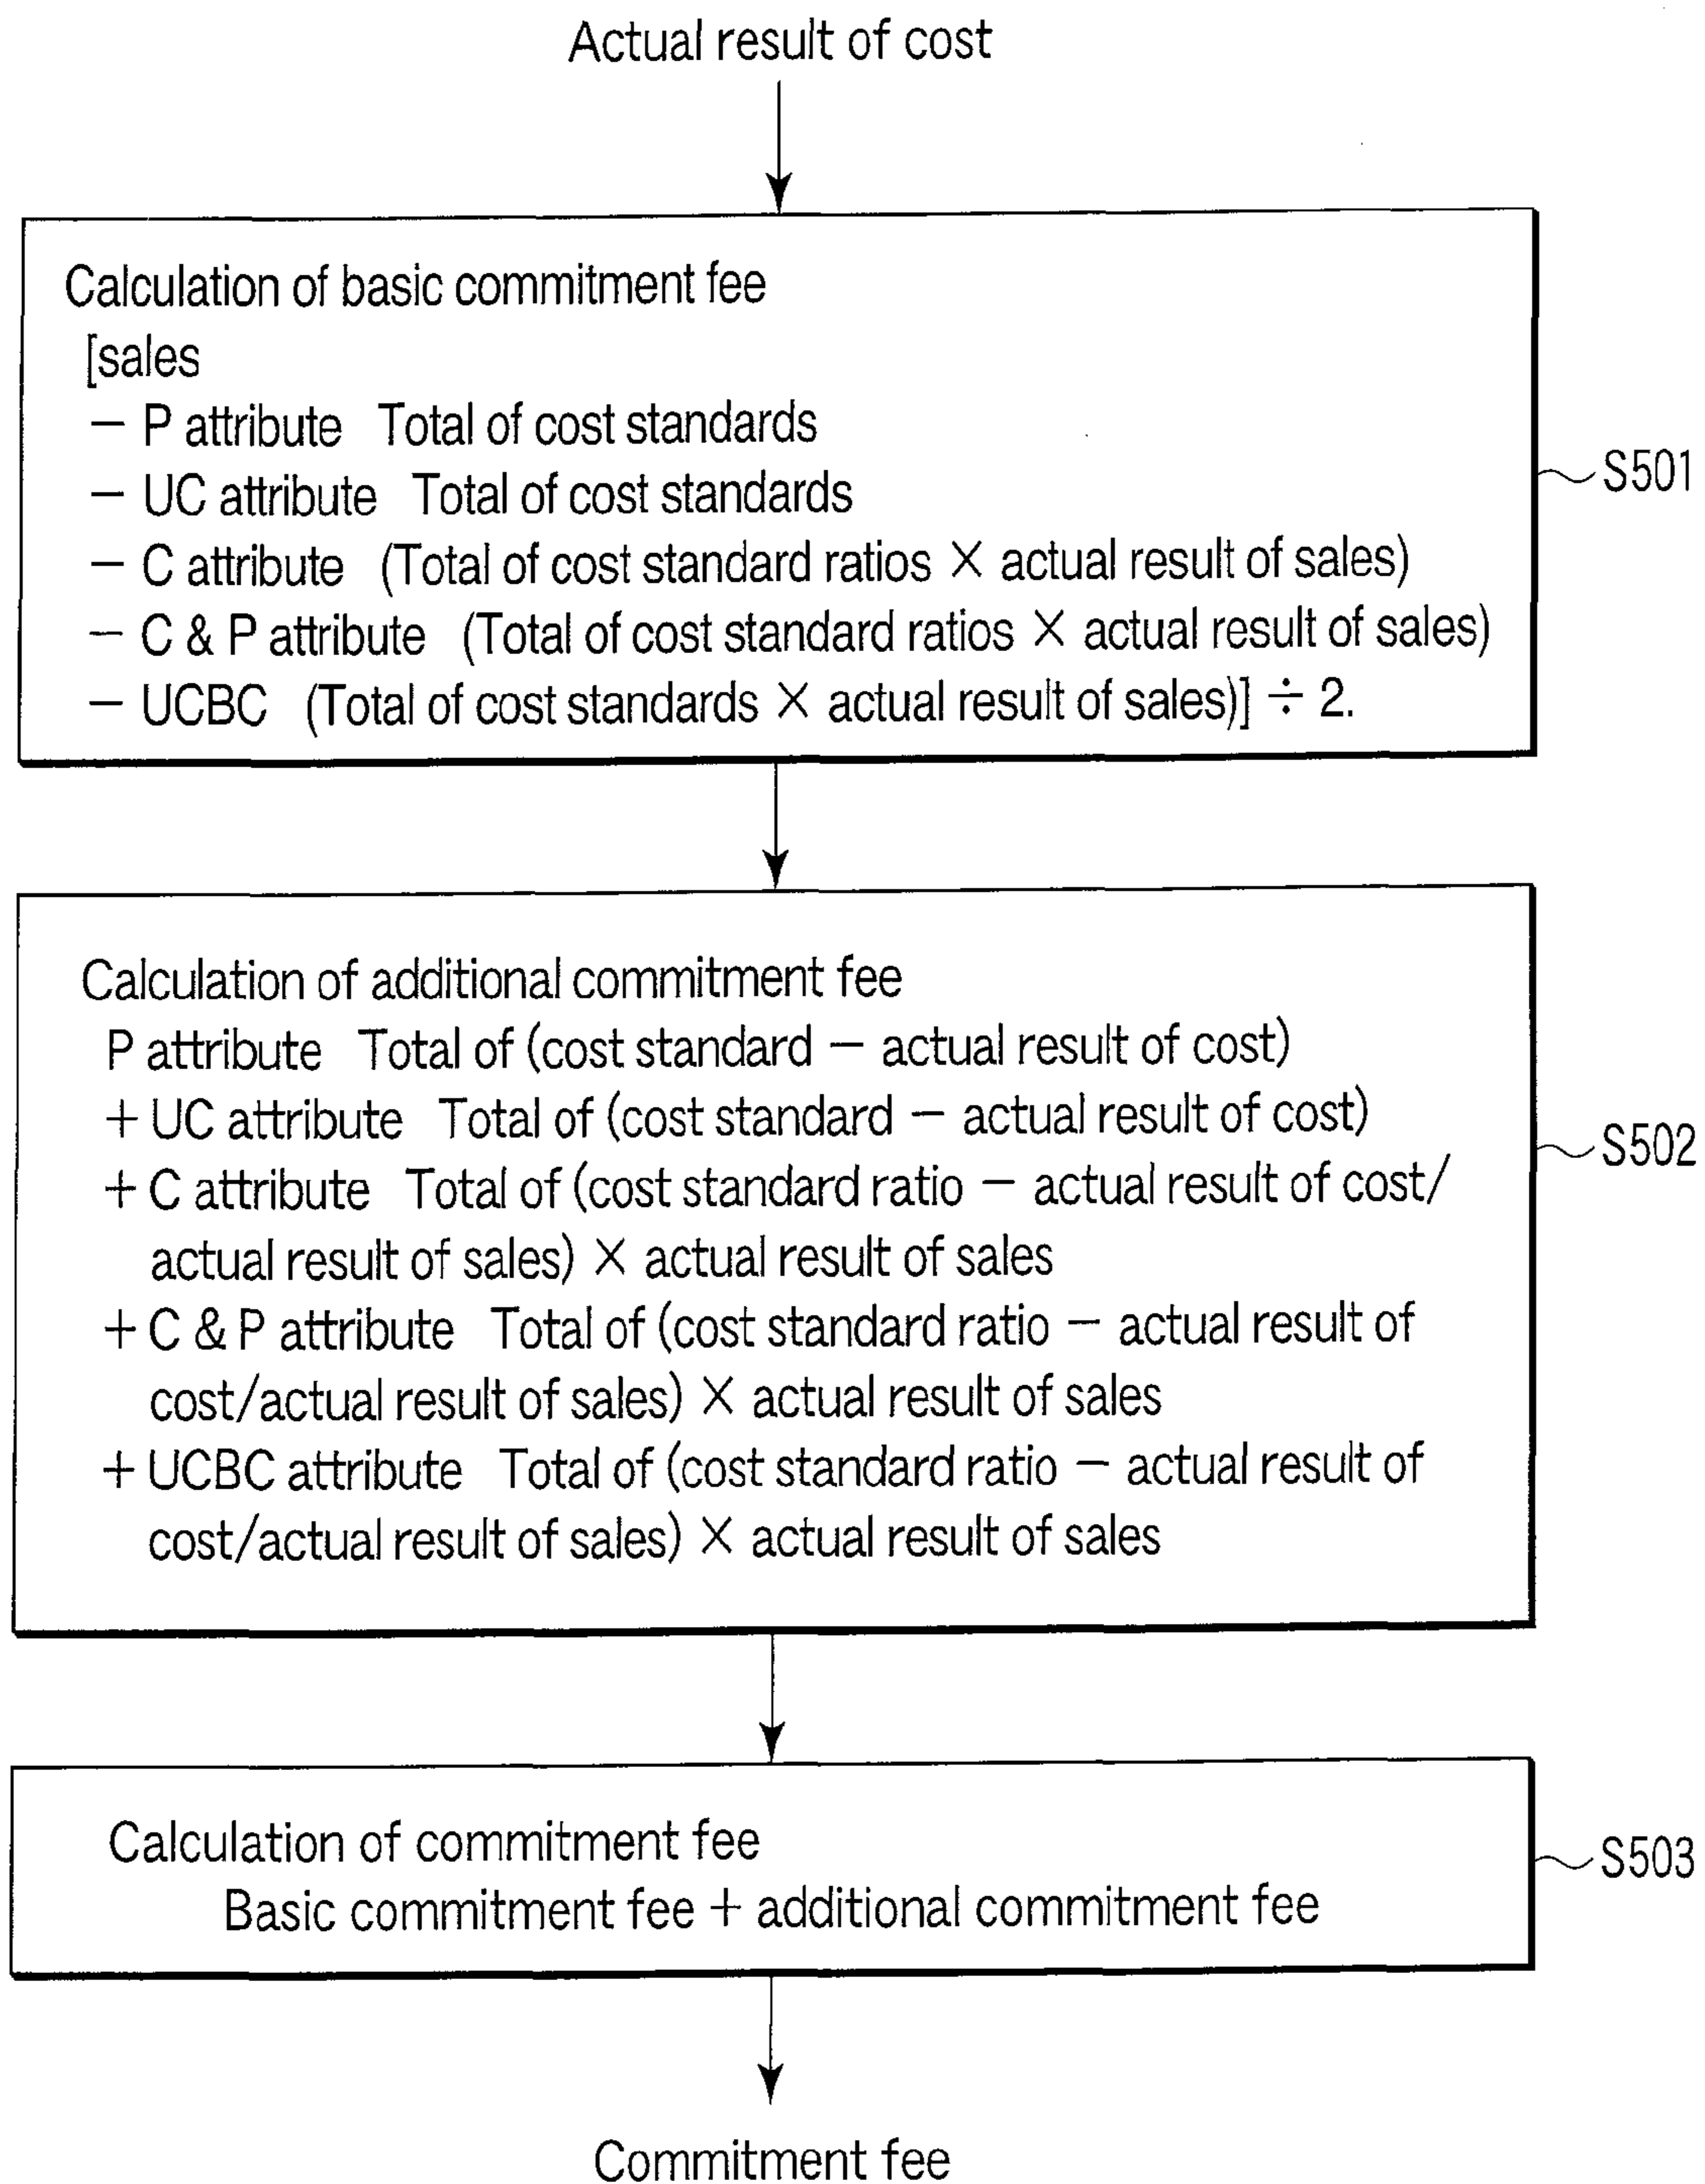 Actual result of cost
Calculation of basic commitment fee
[sales
− P attribute Total of cost standards
− UC attribute Total of cost standards
S501
− C attribute (Total of cost standard ratios × actual result of sales)
− C & P attribute (Total of cost standard ratios × actual result of sales)
− UCBC (Total of cost standards × actual result of sales)] ÷ 2.
Calculation of additional commitment fee
P attribute Total of (cost standard − actual result of cost)
+ UC attribute Total of (cost standard − actual result of cost)
S502
+ C attribute Total of (cost standard ratio − actual result of cost/
actual result of sales) × actual result of sales
+ C & P attribute Total of (cost standard ratio − actual result of
cost/actual result of sales) × actual result of sales
+ UCBC attribute Total of (cost standard ratio − actual result of
cost/actual result of sales) × actual result of sales
Calculation of commitment fee
S503
Basic commitment fee + additional commitment fee
Commitment fee